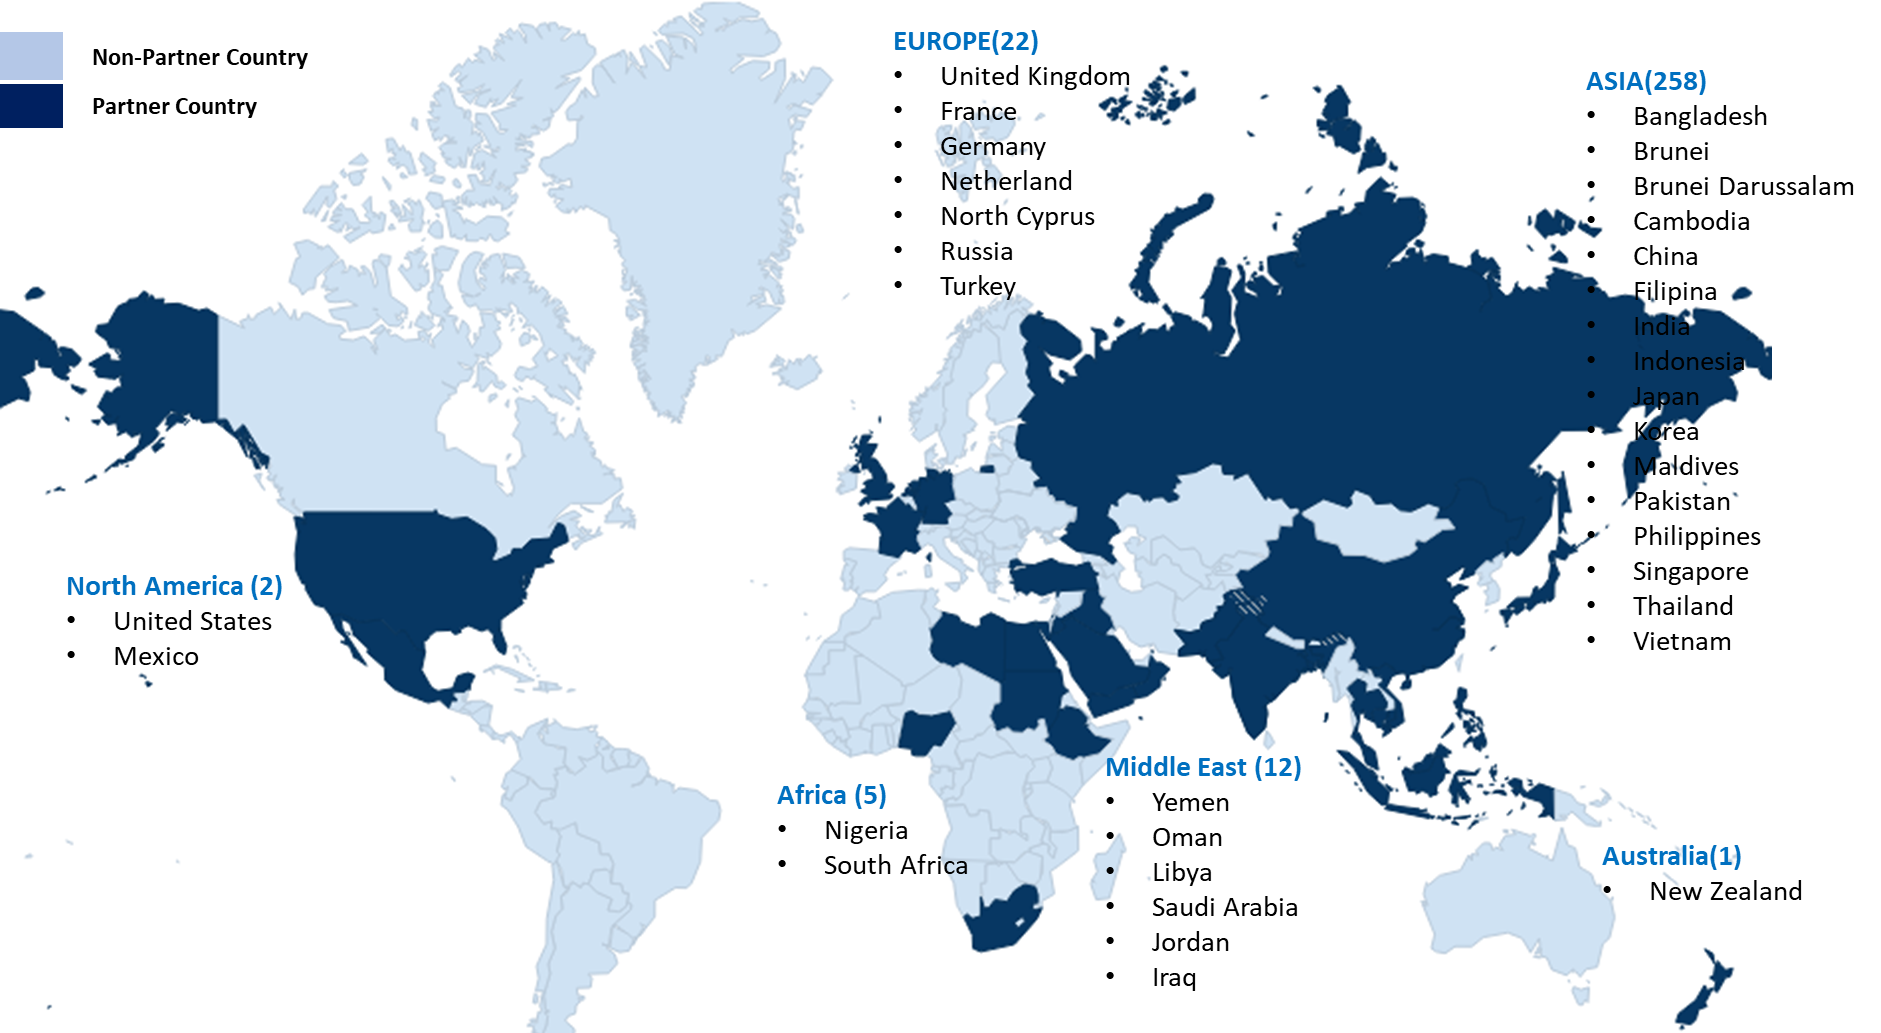 Non-Partner Country
Partner Country
EUROPE(22)
• United Kingdom
• France
• Germany
• Netherland
• North Cyprus
• Russia
• Turkey
ASIA(258)
• Bangladesh
• Brunei
• Brunei Darussalam
• Cambodia
• China
• Filipina
• India
• Indonesia
• Japan
• Korea
• Maldives
• Pakistan
• Philippines
• Singapore
• Thailand
• Vietnam
North America (2)
• United States
• Mexico
Africa (5)
• Nigeria
• South Africa
Middle East (12)
• Yemen
• Oman
• Libya
• Saudi Arabia
• Jordan
• Iraq
Australia(1)
• New Zealand